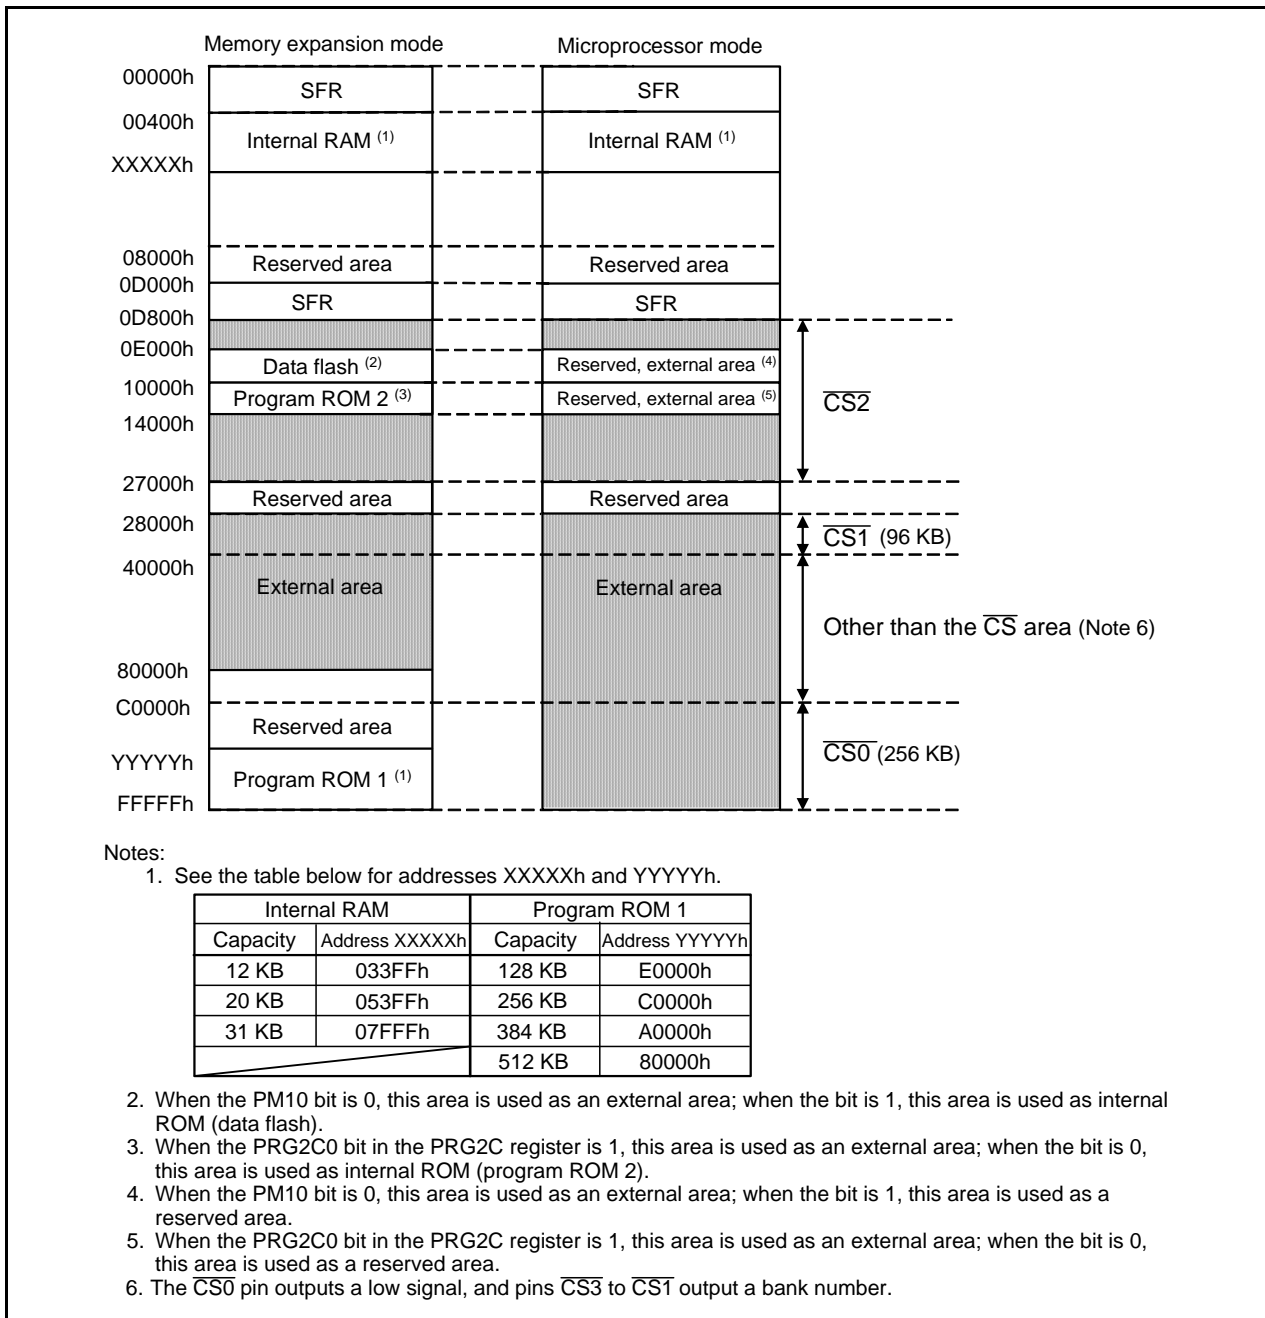 Memory expansion mode Microprocessor mode
00000h
SFR SFR
00400h
Internal RAM (1) Internal RAM (1)
XXXXXh
08000h
Reserved area Reserved area
0D000h
SFR SFR
0D800h
0E000h
Data flash (2) Reserved, external area (4)
10000h
Program ROM 2 (3) Reserved, external area (5) CS2
14000h
27000h
Reserved area Reserved area
28000h
CS1 (96 KB)
40000h
External area External area
Other than the CS area (Note 6)
80000h
C0000h
Reserved area
YYYYYh CS0 (256 KB)
Program ROM 1 (1)
FFFFFh
Notes:
1. See the table below for addresses XXXXXh and YYYYYh.
Internal RAM Program ROM 1
Capacity Address XXXXXh Capacity Address YYYYYh
12 KB 033FFh 128 KB E0000h
20 KB 053FFh 256 KB C0000h
31 KB 07FFFh 384 KB A0000h
512 KB 80000h
2. When the PM10 bit is 0, this area is used as an external area; when the bit is 1, this area is used as internal
ROM (data flash).
3. When the PRG2C0 bit in the PRG2C register is 1, this area is used as an external area; when the bit is 0,
this area is used as internal ROM (program ROM 2).
4. When the PM10 bit is 0, this area is used as an external area; when the bit is 1, this area is used as a
reserved area.
5. When the PRG2C0 bit in the PRG2C register is 1, this area is used as an external area; when the bit is 0,
this area is used as a reserved area.
6. The CS0 pin outputs a low signal, and pins CS3 to CS1 output a bank number.